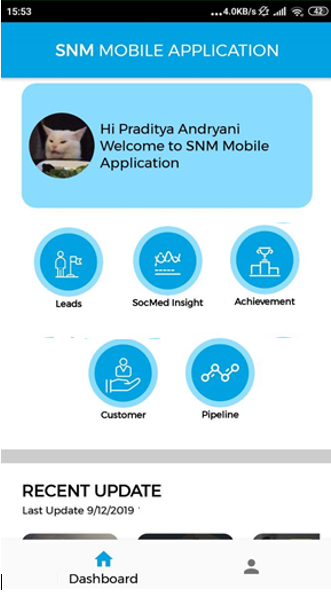 15:53 ...4.0KB/s 42
SNM MOBILE APPLICATION
Hi Praditya Andryani
Welcome to SNM Mobile
Application
Leads SocMed Insight Achievement
Customer Pipeline
RECENT UPDATE
Last Update 9/12/2019
Dashboard